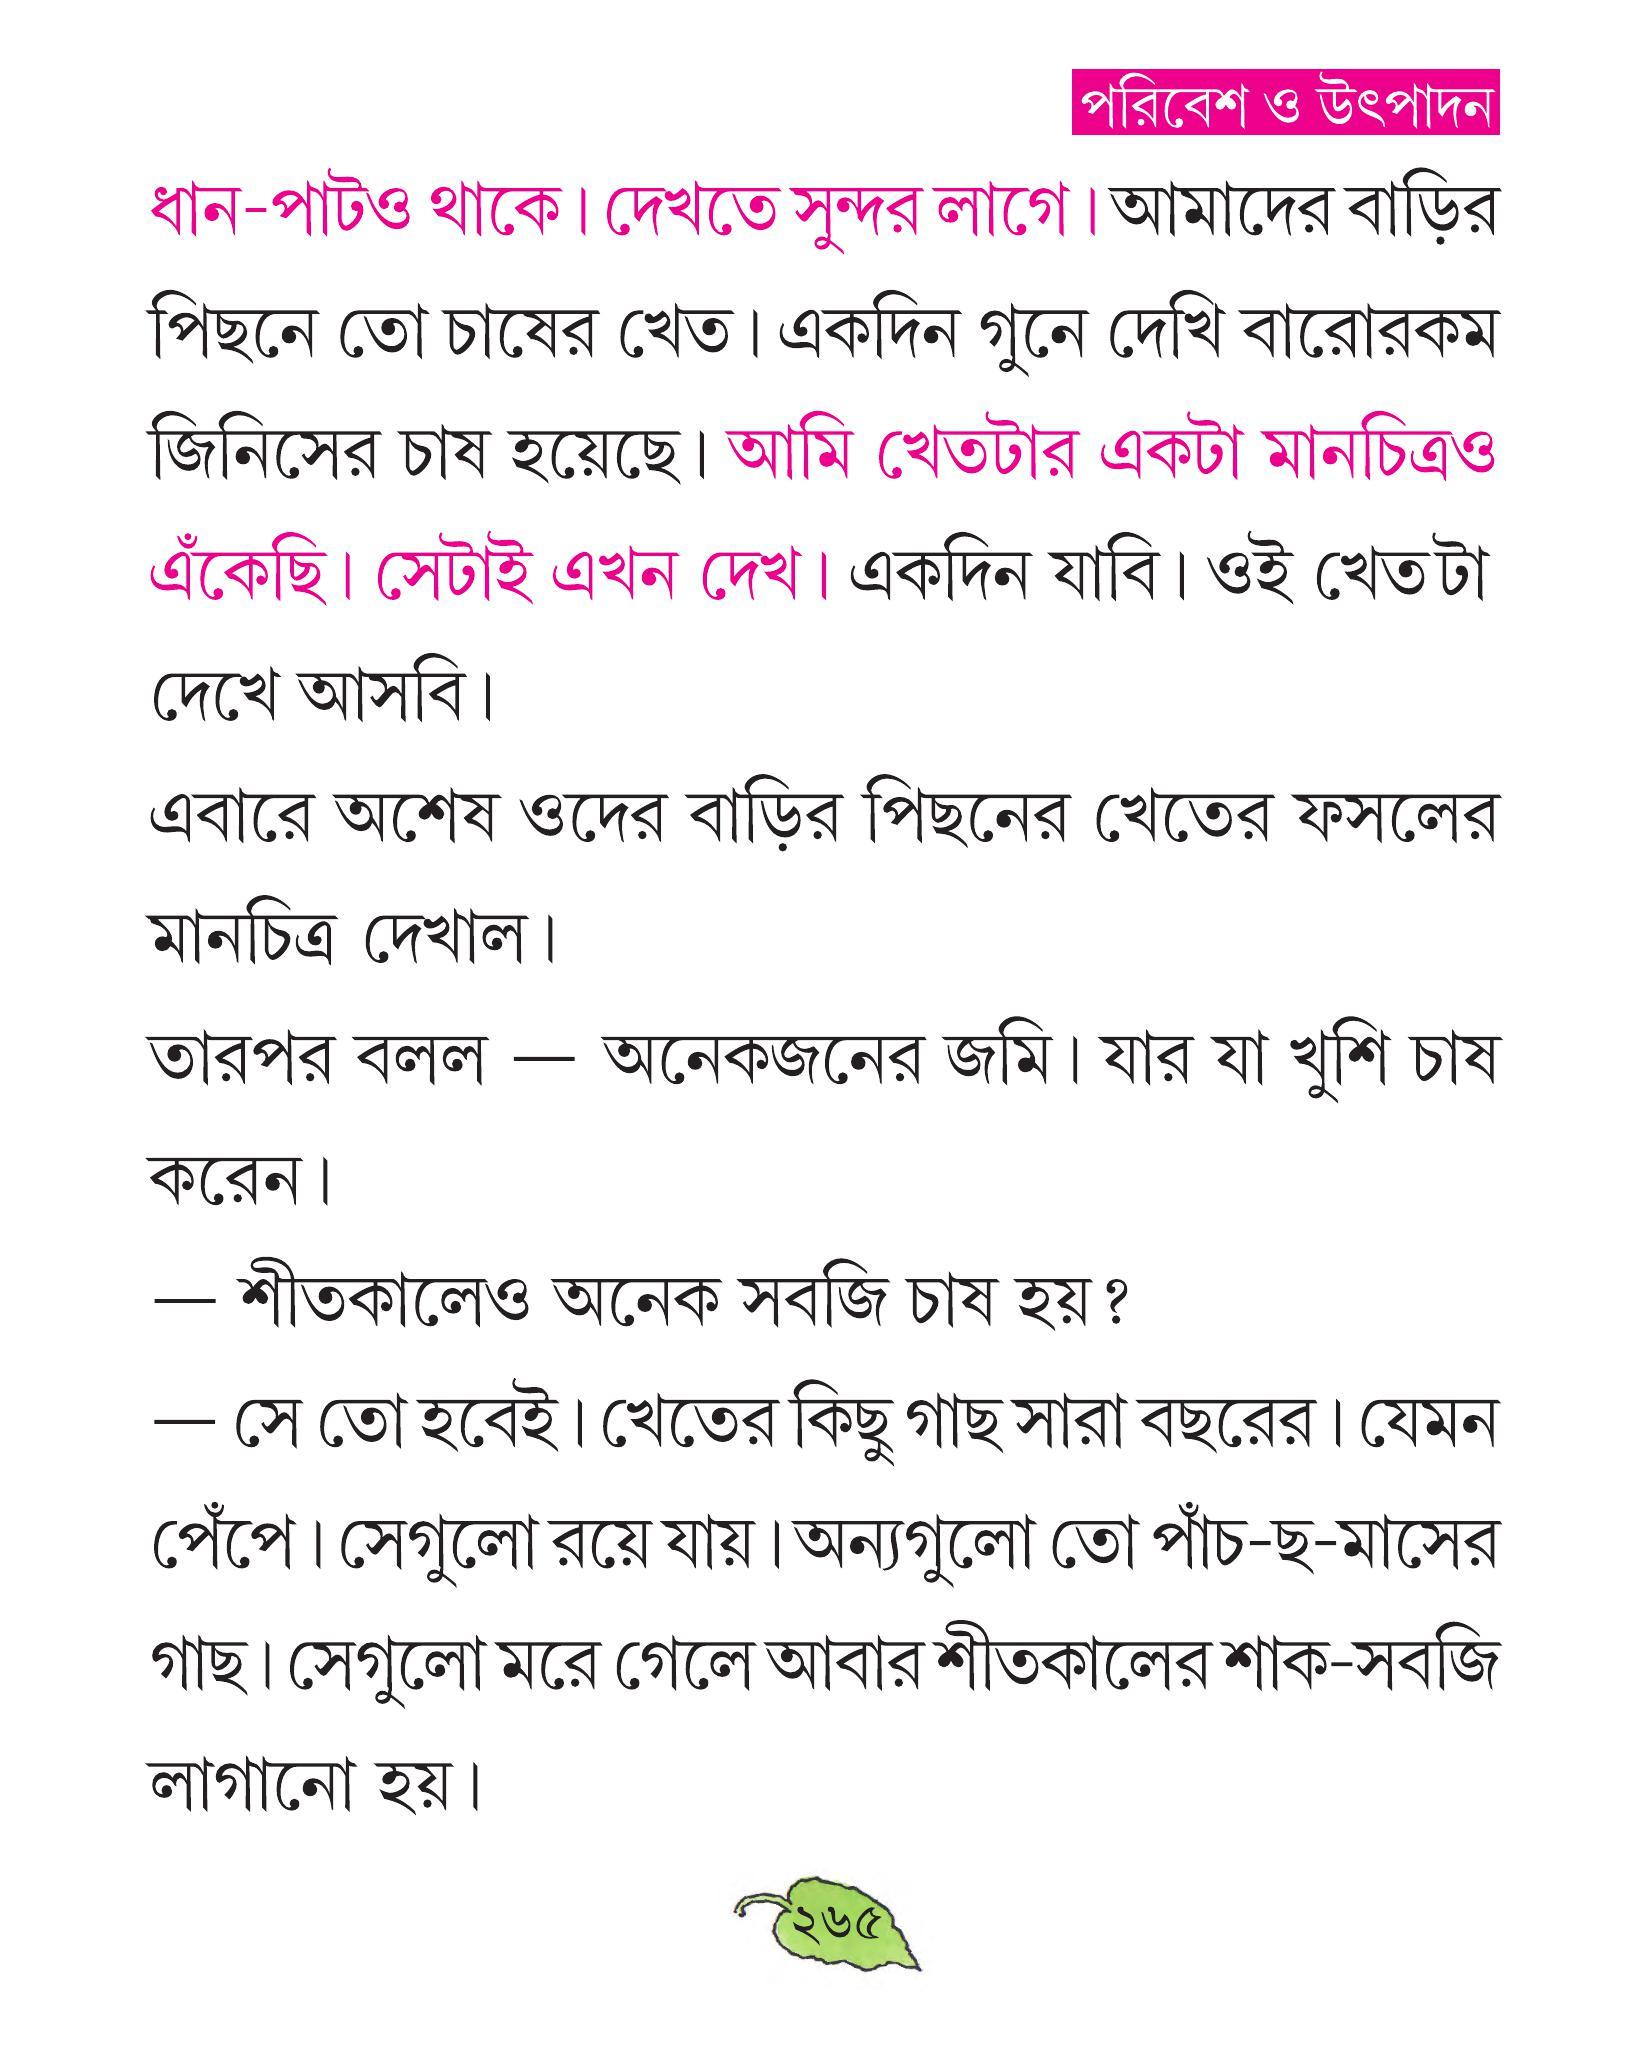 পরিবেশ ও উৎপাদন
ধান-পাটও থাকে। দেখতে সুন্দর লাগে। আমাদের বাড়ির
পিছনে তো চাষের খেত। একদিন গুনে দেখি বারোরকম
জিনিসের চাষ হয়েছে। আমি খেতটার একটা মানচিত্রও
এঁকেছি। সেটাই এখন দেখ। একদিন যাবি। ওই খেতটা
দেখে আসবি।
এবারে অশেষ ওদের বাড়ির পিছনের খেতের ফসলের
মানচিত্র দেখাল।
তারপর বলল — অনেকজনের জমি। যার যা খুশি চাষ
করেন।
— শীতকালেও অনেক সবজি চাষ হয়?
— সে তো হবেই। খেতের কিছু গাছ সারা বছরের। যেমন
পেঁপে। সেগুলো রয়ে যায়। অন্যগুলো তো পাঁচ-ছ-মাসের
গাছ। সেগুলো মরে গেলে আবার শীতকালের শাক-সবজি
লাগানো হয়।
২৬৫